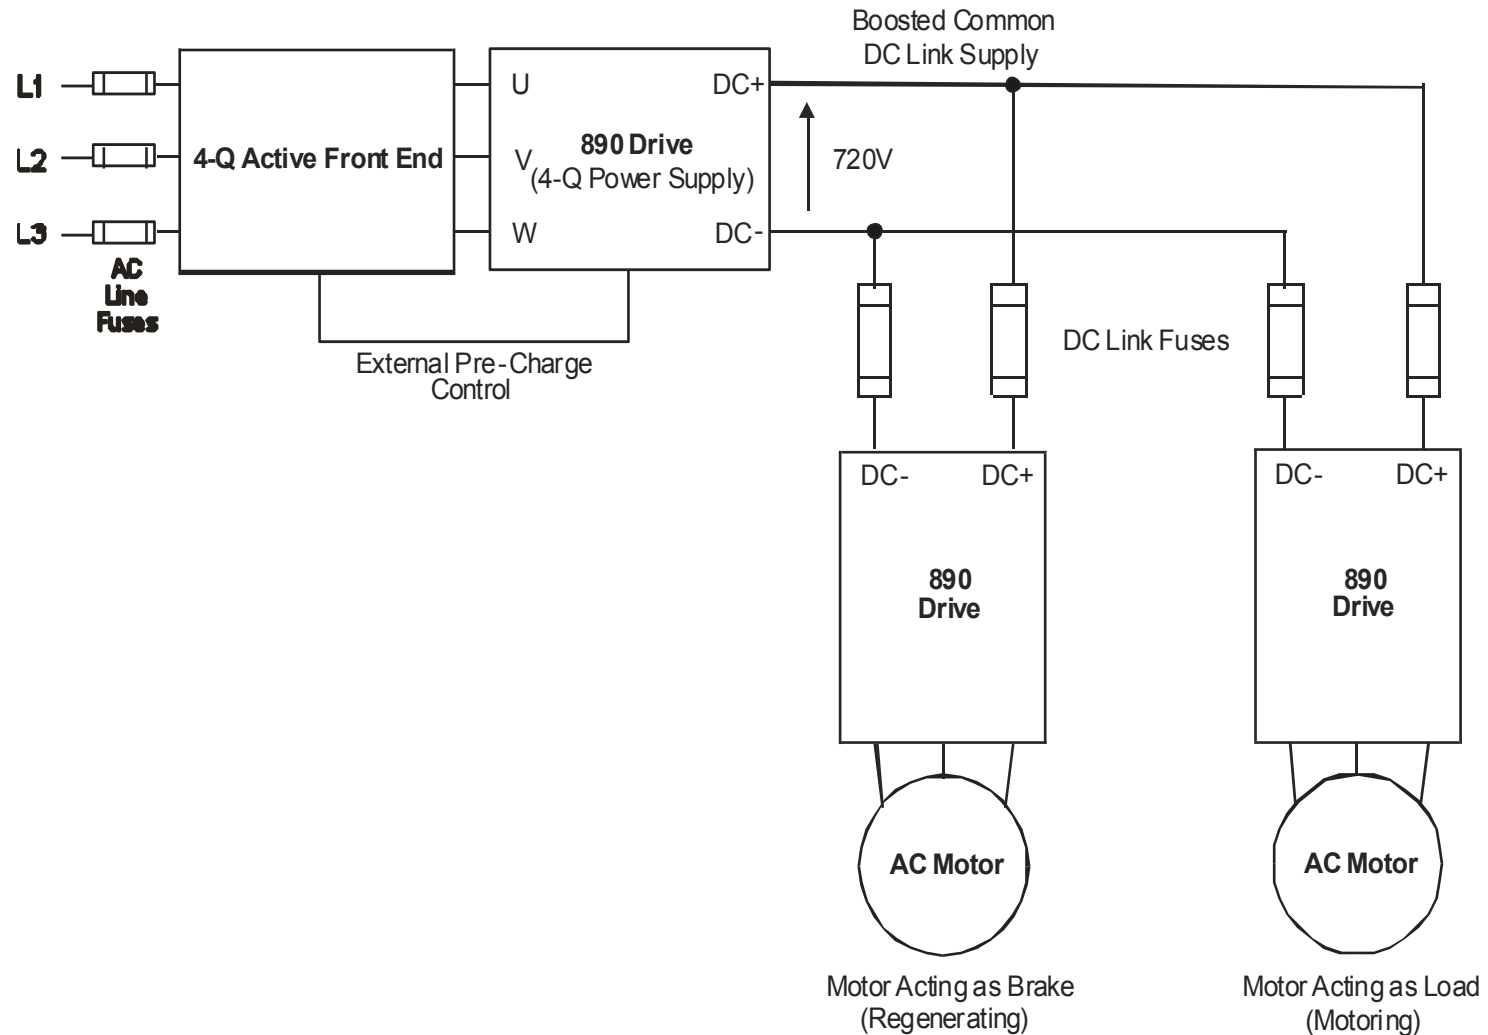 Boosted Common
DC Link Supply
L1
U
DC+
4-Q Active Front End
890 Drive
L2
V
(4-Q Power Supply)
720V
L3
W
DC-
AC
Line
Fuses
External Pre-Charge
Control
DC Link Fuses
DC-
DC+
DC-
DC+
890
Drive
890
Drive
AC Motor
AC Motor
Motor Acting as Brake
(Regenerating)
Motor Acting as Load
(Motoring)